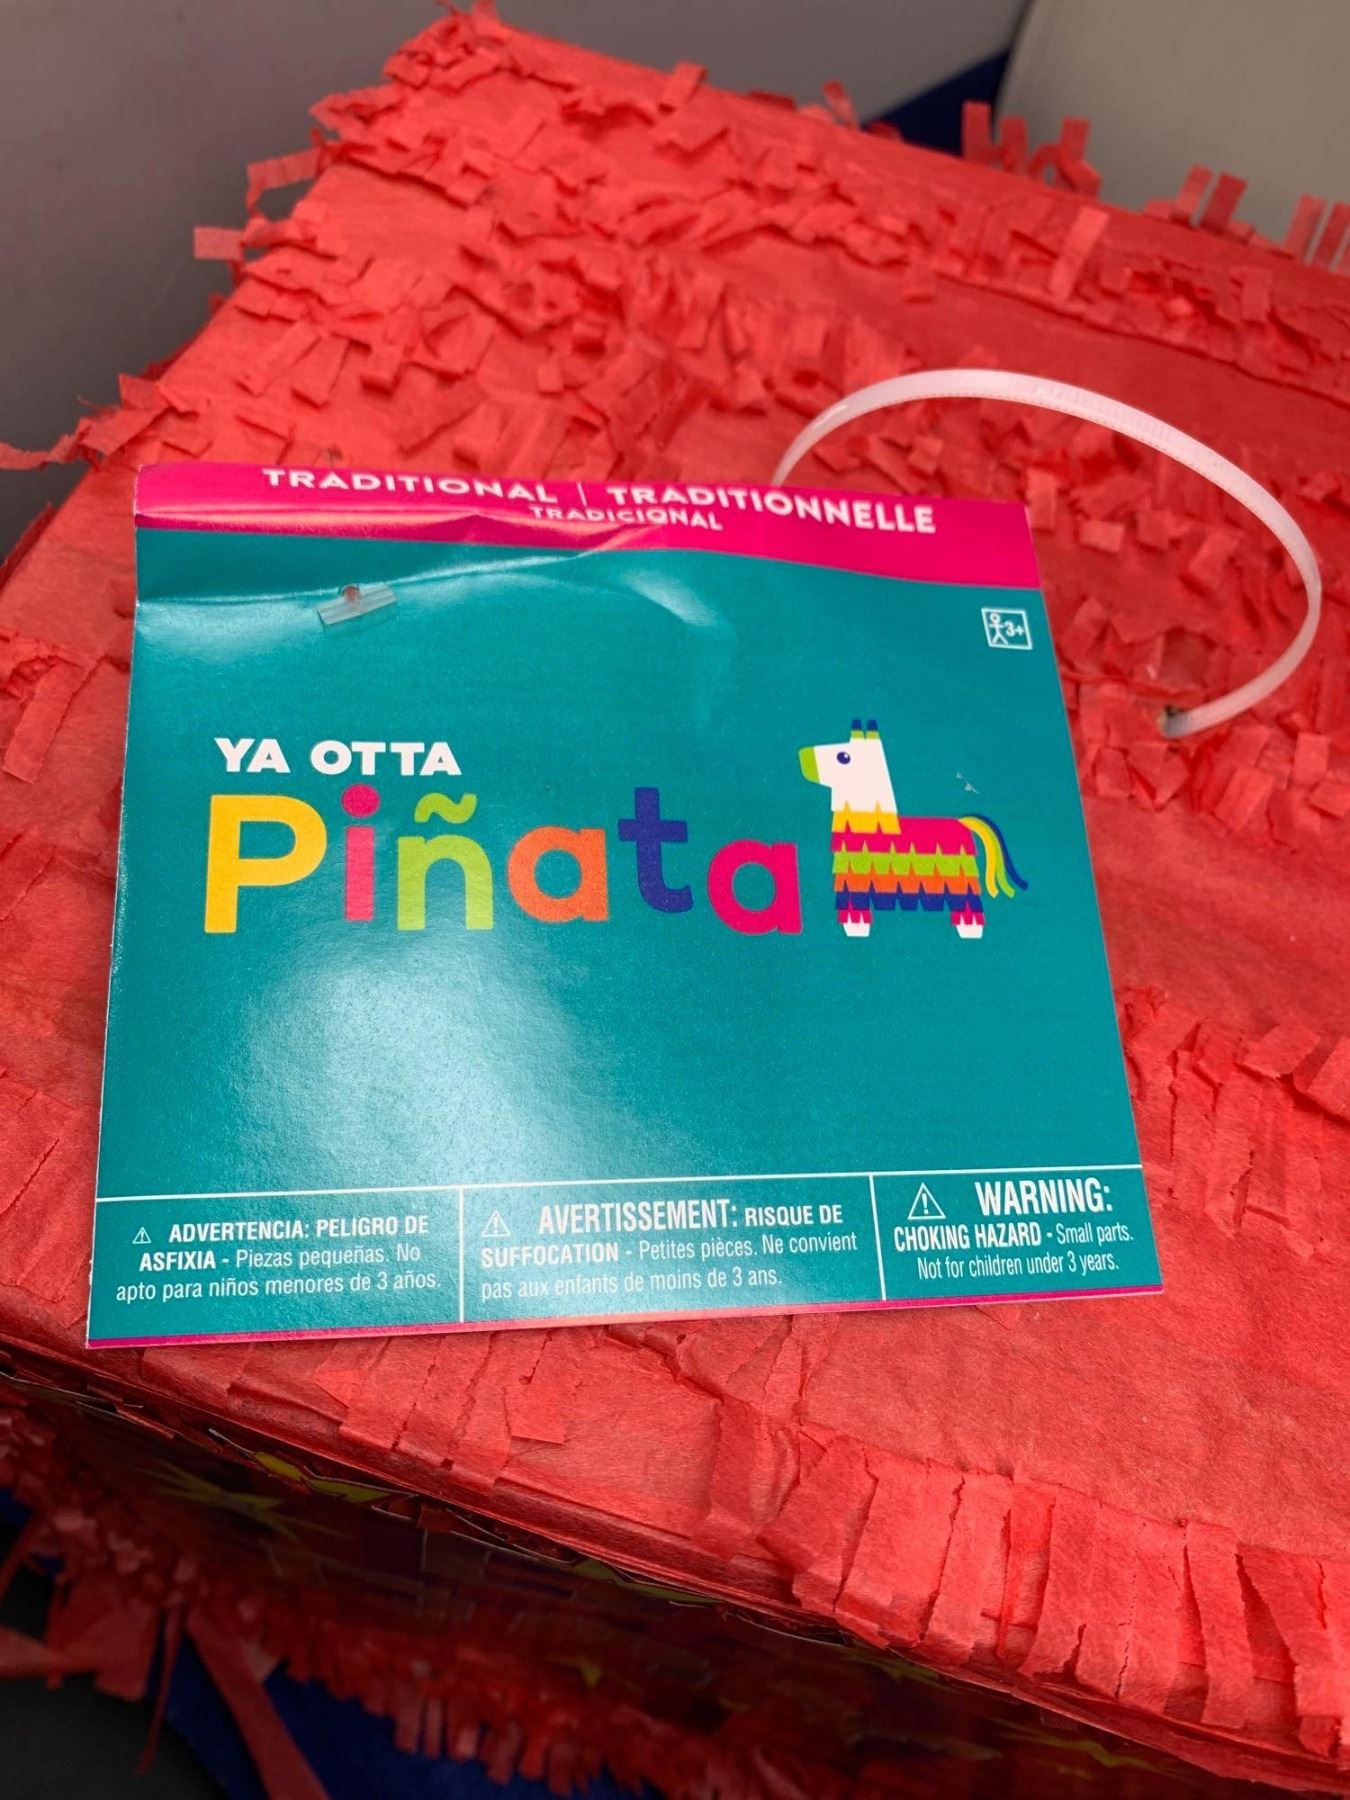 TRADITIONAL | TRADITIONNELLE
TRADICIONAL
3+
YA OTTA
Piñata
⚠ ADVERTENCIA: PELIGRO DE
ASFIXIA - Piezas pequeñas. No
apto para niños menores de 3 años.
⚠ AVERTISSEMENT: RISQUE DE
SUFFOCATION - Petites pièces. Ne convient
pas aux enfants de moins de 3 ans.
⚠ WARNING:
CHOKING HAZARD - Small parts.
Not for children under 3 years.